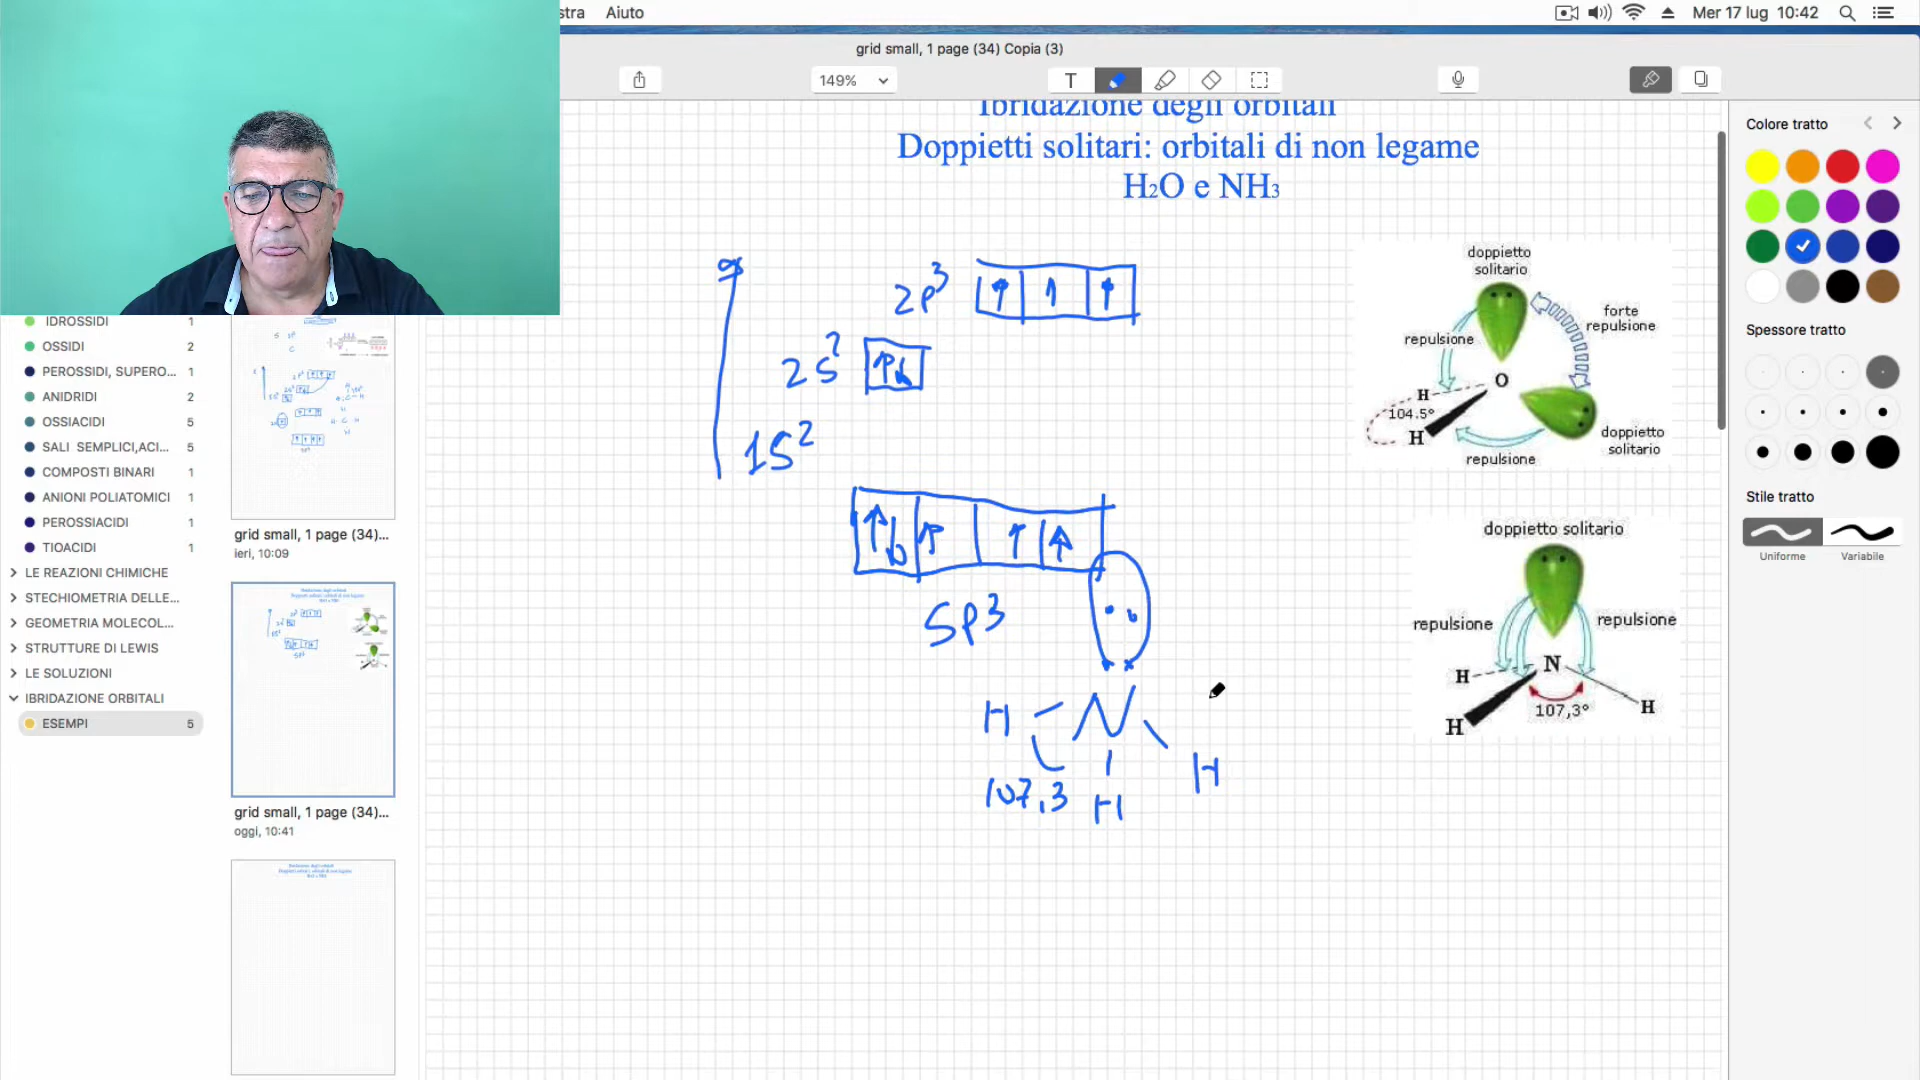 stra Aiuto
Mer 17 lug 10:42
grid small, 1 page (34) Copia (3)
149%
T
Ibridazione degli orbitali
Doppietti solitari: orbitali di non legame
H₂O e NH₃
IDROSSIDI 1
OSSIDI 2
PEROSSIDI, SUPERO... 1
ANIDRIDI 2
OSSIACIDI 5
SALI SEMPLICI,ACI... 5
COMPOSTI BINARI 1
ANIONI POLIATOMICI 1
PEROSSIACIDI 1
TIOACIDI 1
LE REAZIONI CHIMICHE
STECHIOMETRIA DELLE...
GEOMETRIA MOLECOL...
STRUTTURE DI LEWIS
LE SOLUZIONI
IBRIDAZIONE ORBITALI
ESEMPI 5
grid small, 1 page (34)...
ieri, 10:09
grid small, 1 page (34)...
oggi, 10:41
2p³
2s²
1s²
sp³
H N
H
107,3 H
doppietto
solitario
forte
repulsione
repulsione
O
H
104.5°
H
doppietto
solitario
repulsione
doppietto solitario
repulsione repulsione
N
H
107,3° H
H
Colore tratto
Spessore tratto
Stile tratto
Uniforme Variabile